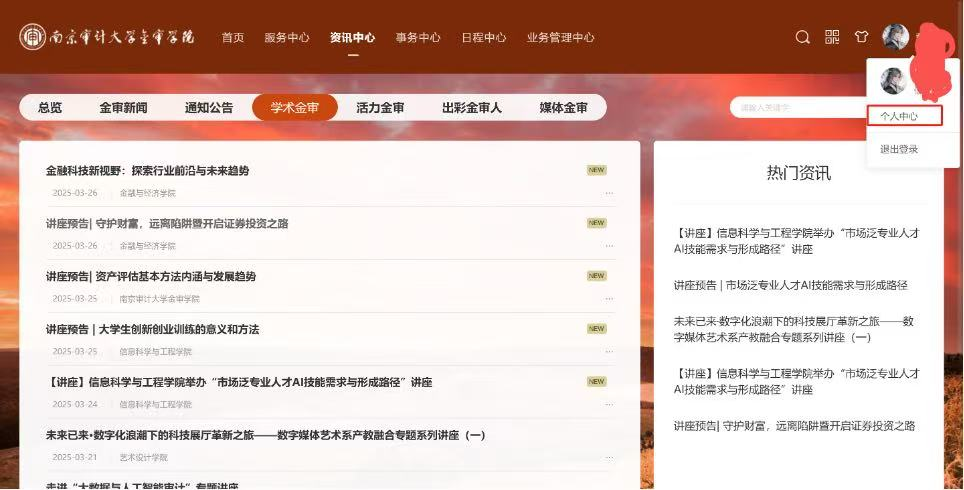 南京审计大学金审学院
首页 服务中心 资讯中心 事务中心 日程中心 业务管理中心
总览 金审新闻 通知公告 学术金审 活力金审 出彩金审人 媒体金审
请输入关键字
个人中心
退出登录
金融科技新视野：探索行业前沿与未来趋势 NEW
2025-03-26 金融与经济学院 ...
讲座预告| 守护财富，远离陷阱暨开启证券投资之路 NEW
2025-03-26 金融与经济学院 ...
讲座预告| 资产评估基本方法内涵与发展趋势 NEW
2025-03-25 南京审计大学金审学院 ...
讲座预告 | 大学生创新创业训练的意义和方法 NEW
2025-03-25 信息科学与工程学院 ...
【讲座】信息科学与工程学院举办“市场泛专业人才AI技能需求与形成路径”讲座 NEW
2025-03-24 信息科学与工程学院 ...
未来已来·数字化浪潮下的科技展厅革新之旅——数字媒体艺术系产教融合专题系列讲座（一）
2025-03-21 艺术设计学院 ...
走进“大数据与人工智能审计”专题讲座
热门资讯
【讲座】信息科学与工程学院举办“市场泛专业人才
AI技能需求与形成路径”讲座
讲座预告 | 市场泛专业人才AI技能需求与形成路径
未来已来·数字化浪潮下的科技展厅革新之旅——数
字媒体艺术系产教融合专题系列讲座（一）
【讲座】信息科学与工程学院举办“市场泛专业人才
AI技能需求与形成路径”讲座
讲座预告| 守护财富，远离陷阱暨开启证券投资之路